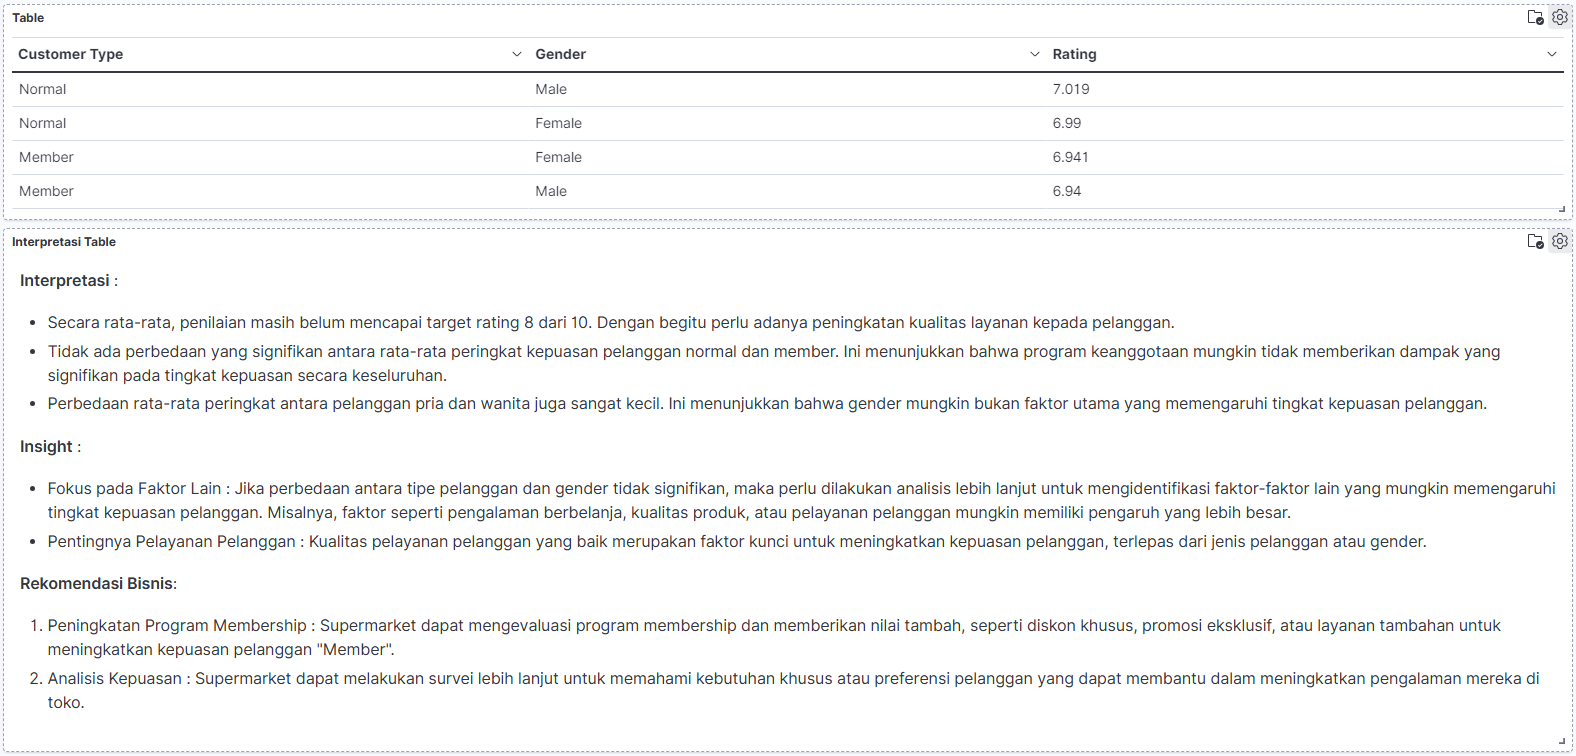 Table
Customer Type Gender Rating
Normal Male 7.019
Normal Female 6.99
Member Female 6.941
Member Male 6.94
Interpretasi Table
Interpretasi :
• Secara rata-rata, penilaian masih belum mencapai target rating 8 dari 10. Dengan begitu perlu adanya peningkatan kualitas layanan kepada pelanggan.
• Tidak ada perbedaan yang signifikan antara rata-rata peringkat kepuasan pelanggan normal dan member. Ini menunjukkan bahwa program keanggotaan mungkin tidak memberikan dampak yang
signifikan pada tingkat kepuasan secara keseluruhan.
• Perbedaan rata-rata peringkat antara pelanggan pria dan wanita juga sangat kecil. Ini menunjukkan bahwa gender mungkin bukan faktor utama yang memengaruhi tingkat kepuasan pelanggan.
Insight :
• Fokus pada Faktor Lain : Jika perbedaan antara tipe pelanggan dan gender tidak signifikan, maka perlu dilakukan analisis lebih lanjut untuk mengidentifikasi faktor-faktor lain yang mungkin memengaruhi
tingkat kepuasan pelanggan. Misalnya, faktor seperti pengalaman berbelanja, kualitas produk, atau pelayanan pelanggan mungkin memiliki pengaruh yang lebih besar.
• Pentingnya Pelayanan Pelanggan : Kualitas pelayanan pelanggan yang baik merupakan faktor kunci untuk meningkatkan kepuasan pelanggan, terlepas dari jenis pelanggan atau gender.
Rekomendasi Bisnis:
1. Peningkatan Program Membership : Supermarket dapat mengevaluasi program membership dan memberikan nilai tambah, seperti diskon khusus, promosi eksklusif, atau layanan tambahan untuk
meningkatkan kepuasan pelanggan "Member".
2. Analisis Kepuasan : Supermarket dapat melakukan survei lebih lanjut untuk memahami kebutuhan khusus atau preferensi pelanggan yang dapat membantu dalam meningkatkan pengalaman mereka di
toko.